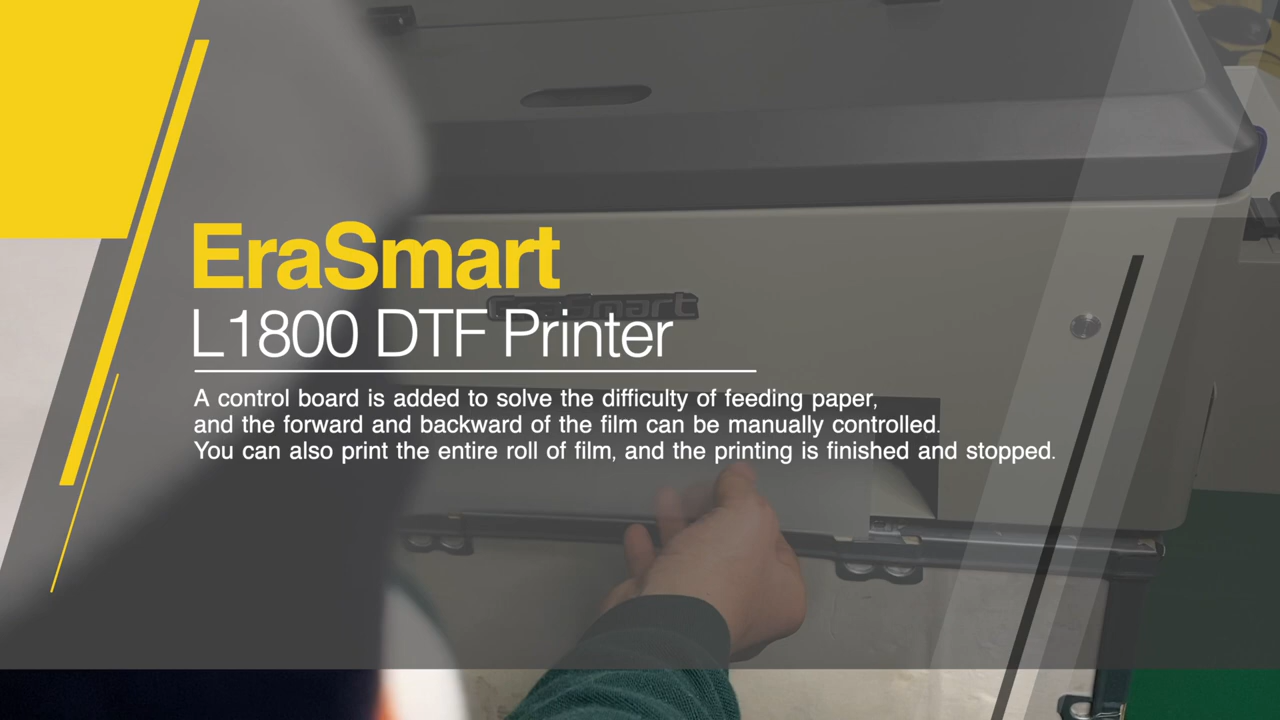 EraSmart
EraSmart
L1800 DTF Printer
A control board is added to solve the difficulty of feeding paper,
and the forward and backward of the film can be manually controlled.
You can also print the entire roll of film, and the printing is finished and stopped.